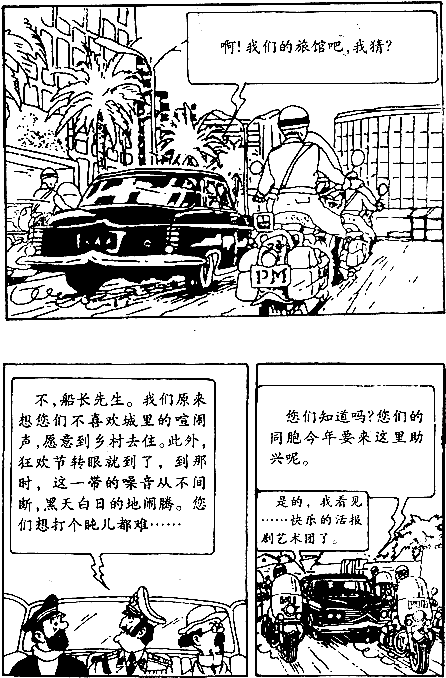 啊!我们的旅馆吧,我猜?
PM
不,船长先生。我们原来
想您们不喜欢城里的喧闹
声,愿意到乡村去住。此外,
狂欢节转眼就到了,到那
时,这一带的噪音从不间
断,黑天白日的地闹腾。您
们想打个盹儿都难……
您们知道吗?您们的
同胞今年要来这里助
兴呢。
是的,我看见
……快乐的活报
剧艺术团了。